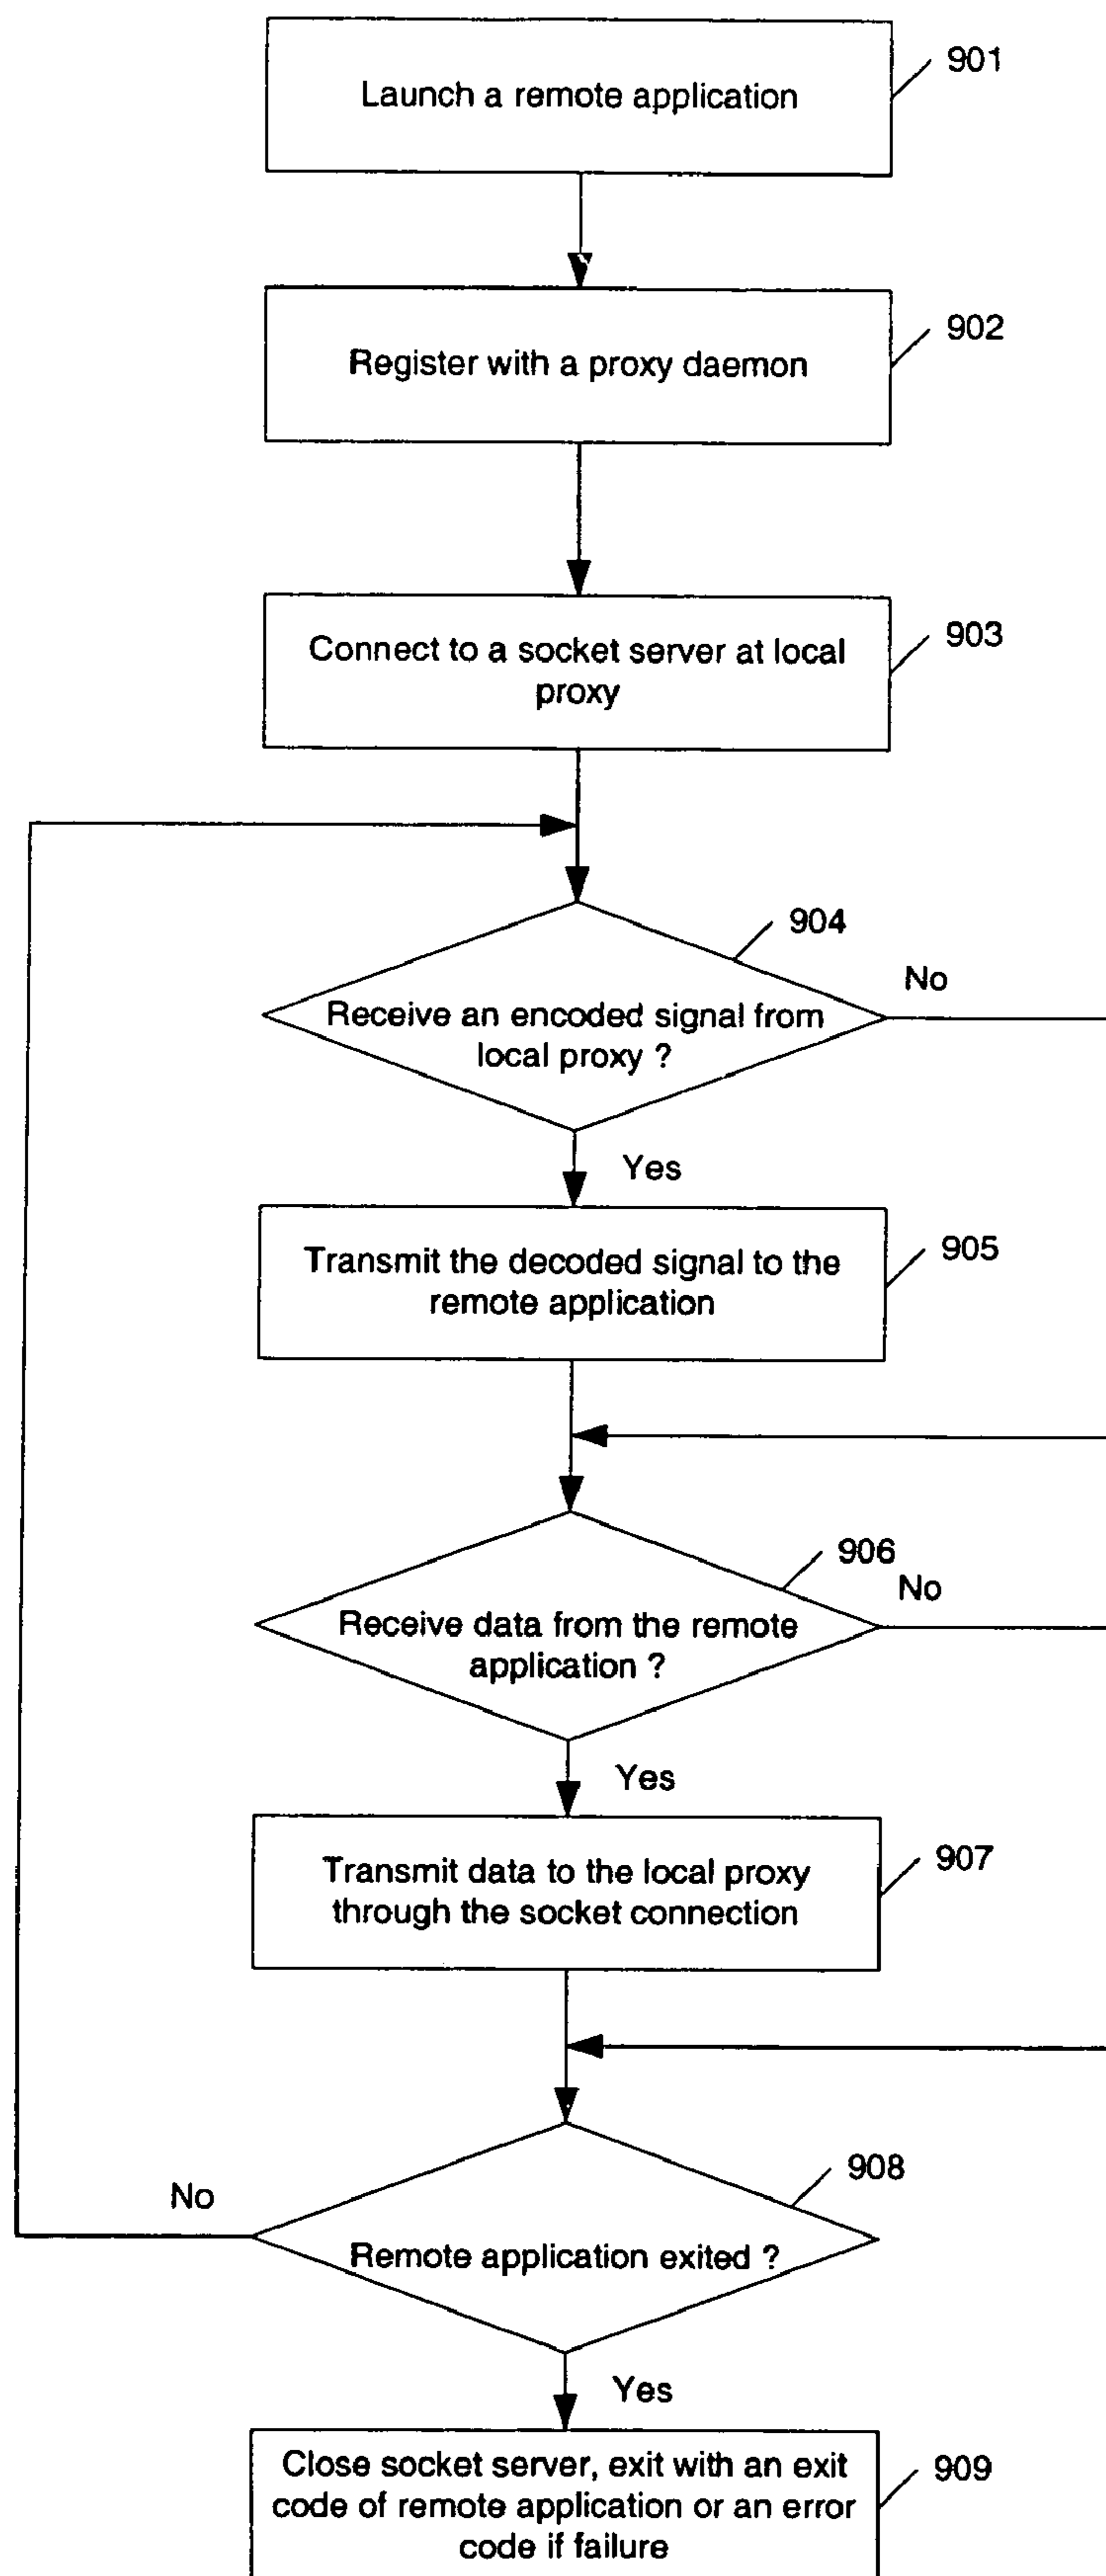 Launch a remote application
901
Register with a proxy daemon
902
Connect to a socket server at local
proxy
903
904
No
Receive an encoded signal from
local proxy ?
Yes
Transmit the decoded signal to the
remote application
905
906
No
Receive data from the remote
application ?
Yes
Transmit data to the local proxy
through the socket connection
907
908
No
Remote application exited ?
Yes
Close socket server, exit with an exit
code of remote application or an error
code if failure
909